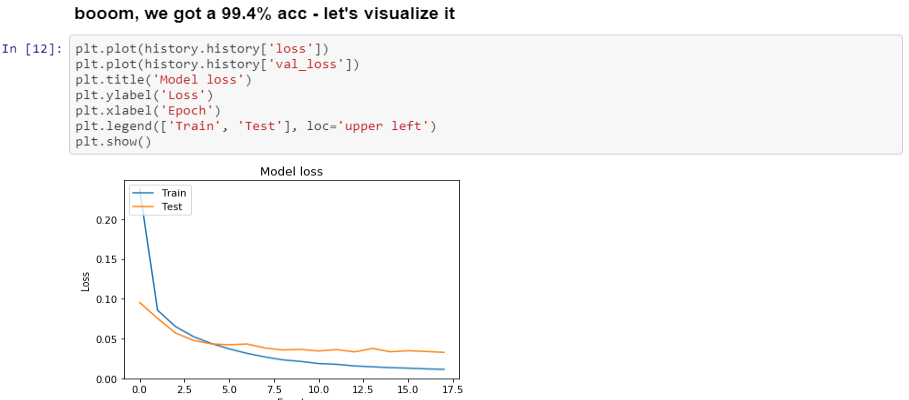 booom, we got a 99.4% acc - let's visualize it
In [12]: plt.plot(history.history['loss'])
plt.plot(history.history['val_loss'])
plt.title('Model loss')
plt.ylabel('Loss')
plt.xlabel('Epoch')
plt.legend(['Train', 'Test'], loc='upper left')
plt.show()
Model loss
Train
Test
0.20
0.15
0.10
0.05
0.00
Loss
0.0 2.5 5.0 7.5 10.0 12.5 15.0 17.5